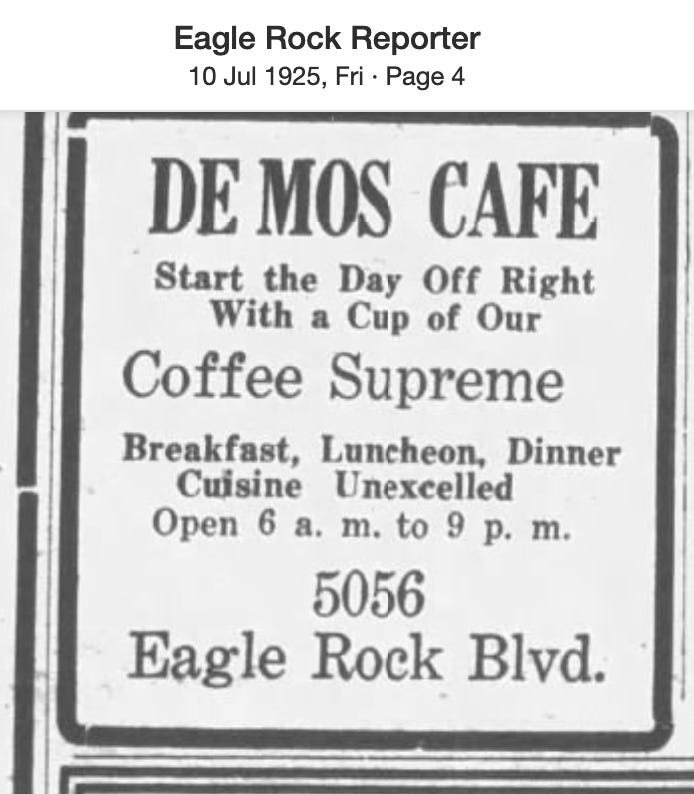 Eagle Rock Reporter
10 Jul 1925, Fri · Page 4
DE MOS CAFE
Start the Day Off Right
With a Cup of Our
Coffee Supreme
Breakfast, Luncheon, Dinner
Cuisine Unexcelled
Open 6 a. m. to 9 p. m.
5056
Eagle Rock Blvd.